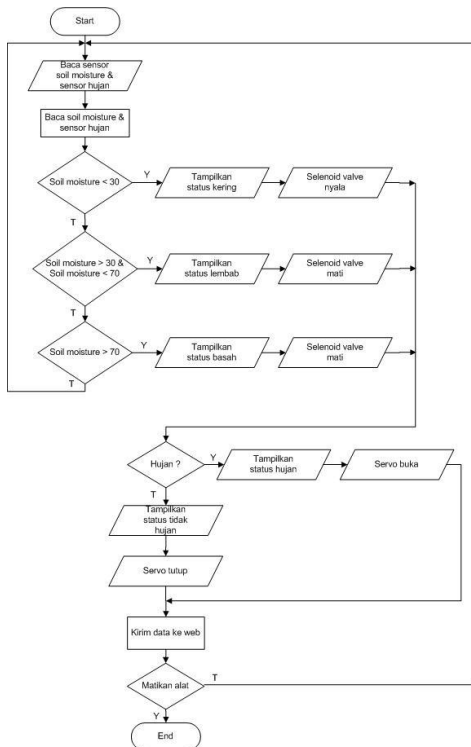 Start
Baca sensor
soil moisture &
sensor hujan
Baca soil moisture &
sensor hujan
Soil moisture < 30
Y
Tampilkan
status kering
Selenoid valve
nyala
T
Soil moisture > 30 &
Soil moisture < 70
Y
Tampilkan
status lembab
Selenoid valve
mati
T
Soil moisture > 70
Y
Tampilkan
status basah
Selenoid valve
mati
T
Hujan ?
Y
Tampilkan
status hujan
Servo buka
T
Tampilkan
status tidak
hujan
Servo tutup
Kirim data ke web
Matikan alat
T
Y
End